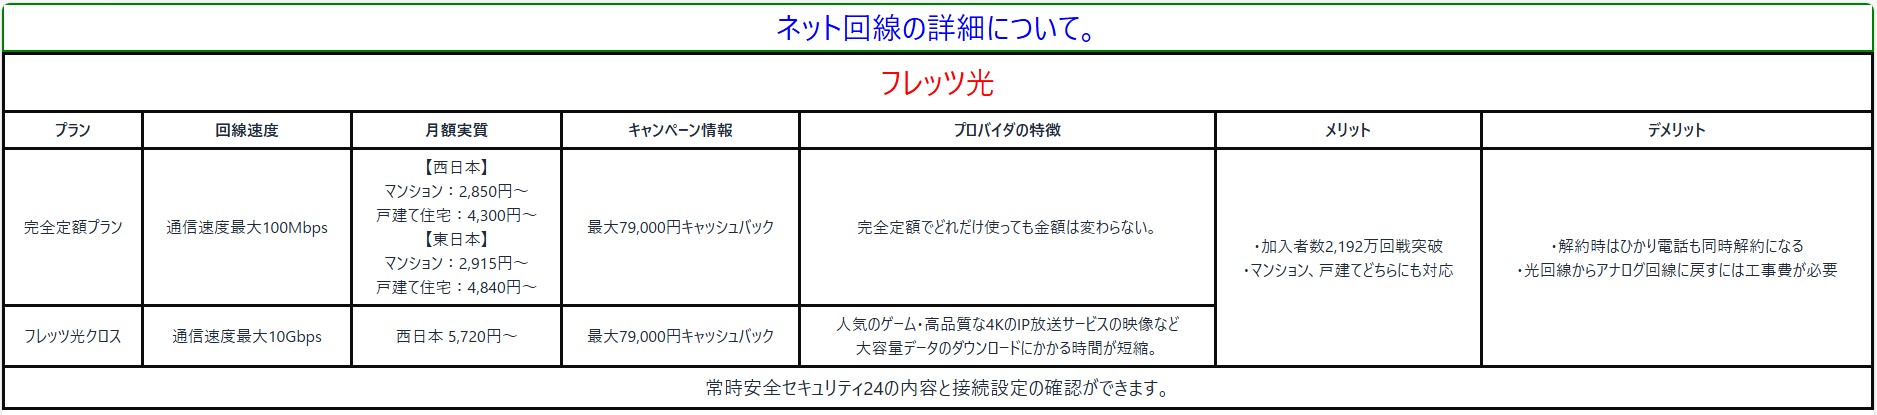 ネット回線の詳細について。
フレッツ光
プラン
回線速度
月額実質
キャンペーン情報
プロバイダの特徴
メリット
デメリット
完全定額プラン
通信速度最大100Mbps
【西日本】
マンション：2,850円～
戸建て住宅：4,300円～
【東日本】
マンション：2,915円～
戸建て住宅：4,840円～
最大79,000円キャッシュバック
完全定額でどれだけ使っても金額は変わらない。
・加入者数2,192万回戦突破
・マンション、戸建てどちらにも対応
・解約時はひかり電話も同時解約になる
・光回線からアナログ回線に戻すには工事費が必要
フレッツ光クロス
通信速度最大10Gbps
西日本 5,720円～
最大79,000円キャッシュバック
人気のゲーム・高品質な4KのIP放送サービスの映像など
大容量データのダウンロードにかかる時間が短縮。
常時安全セキュリティ24の内容と接続設定の確認ができます。